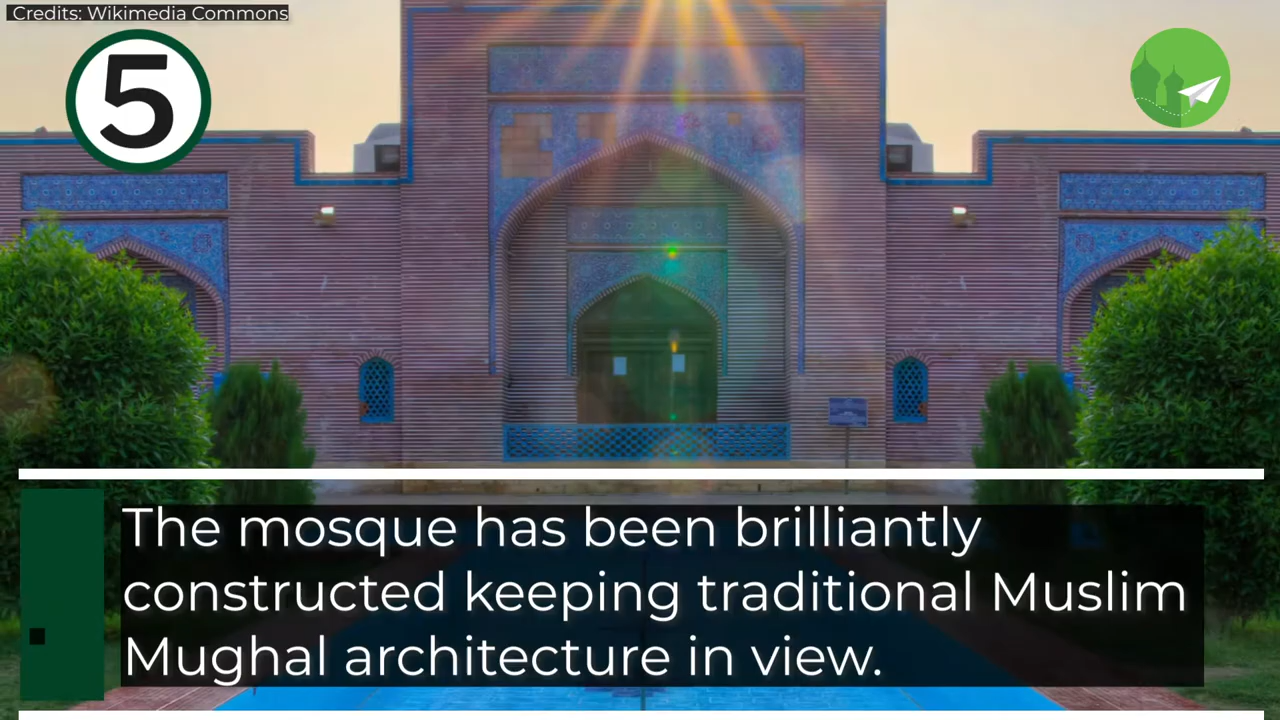 Credits: Wikimedia Commons
5
The mosque has been brilliantly
constructed keeping traditional Muslim
Mughal architecture in view.